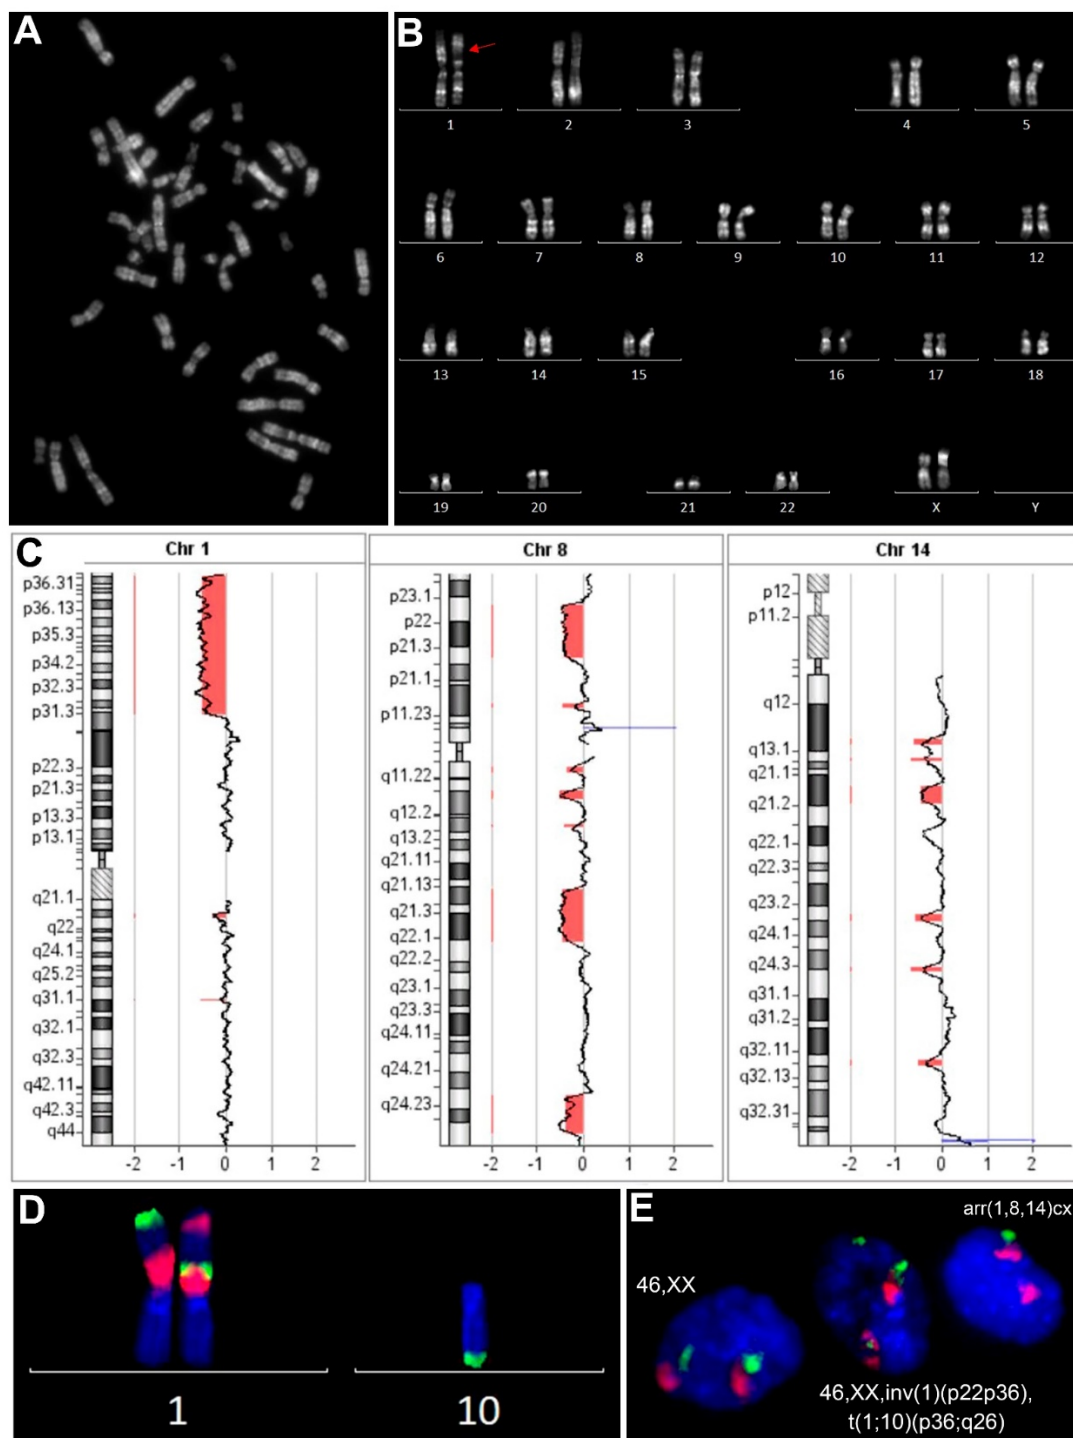 A
B
1 2 3 4 5
6 7 8 9 10 11 12
13 14 15 16 17 18
19 20 21 22 X Y
C
Chr 1
p36.31
p36.13
p35.3
p34.2
p32.3
p31.3
p22.3
p21.3
p13.3
p13.1
q21.1
q22
q24.1
q25.2
q31.1
q32.1
q32.3
q42.11
q42.3
q44
-2 -1 0 1 2
Chr 8
p23.1
p22
p21.3
p21.1
p11.23
q11.22
q12.2
q13.2
q21.11
q21.13
q21.3
q22.1
q22.2
q23.1
q23.3
q24.11
q24.21
q24.23
-2 -1 0 1 2
Chr 14
p12
p11.2
q12
q13.1
q21.1
q21.2
q22.1
q22.3
q23.2
q24.1
q24.3
q31.1
q31.2
q32.11
q32.13
q32.31
-2 -1 0 1 2
D
1 10
E
arr(1,8,14)cx
46,XX
46,XX,inv(1)(p22p36),
t(1;10)(p36;q26)